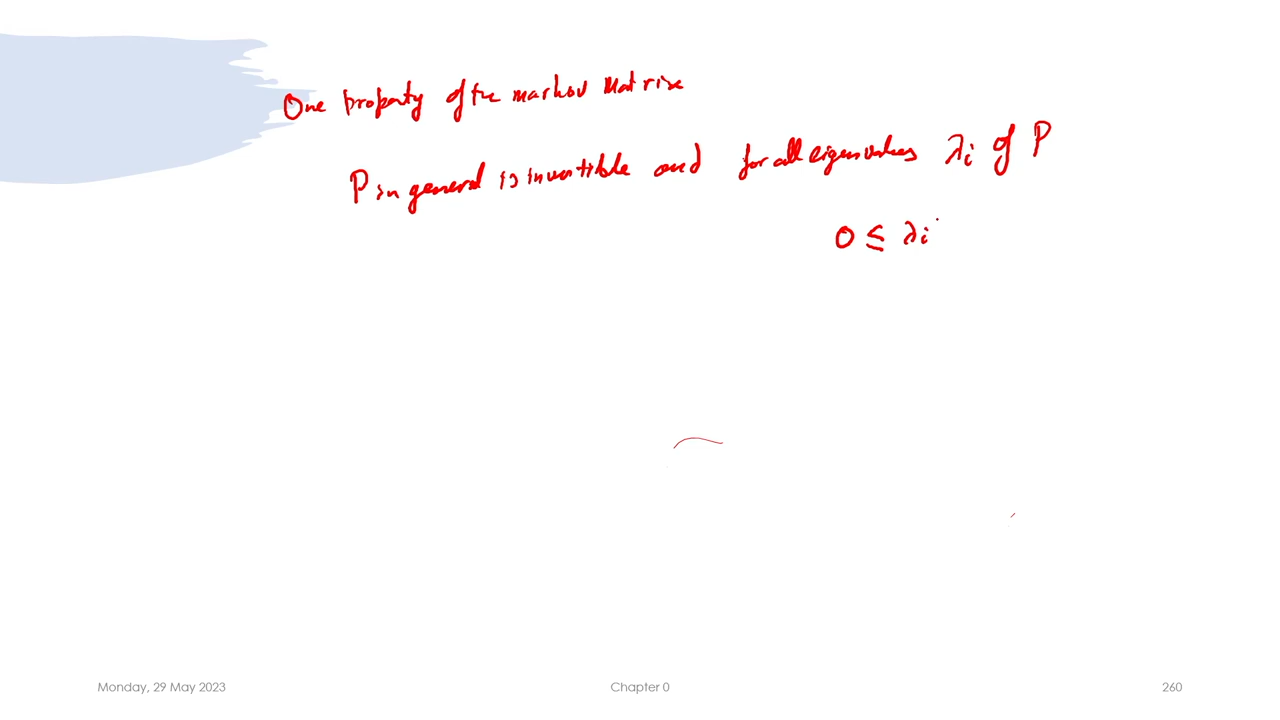 One property of the markov Matrix
P in general is invertible and for all eigenvalues λi of P
0 ≤ λi
Monday, 29 May 2023
Chapter 0
260